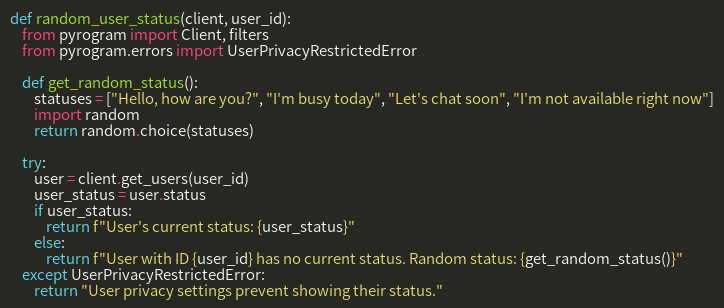 def random_user_status(client, user_id):
    from pyrogram import Client, filters
    from pyrogram.errors import UserPrivacyRestrictedError

    def get_random_status():
        statuses = ["Hello, how are you?", "I'm busy today", "Let's chat soon", "I'm not available right now"]
        import random
        return random.choice(statuses)

    try:
        user = client.get_users(user_id)
        user_status = user.status
        if user_status:
            return f"User's current status: {user_status}"
        else:
            return f"User with ID {user_id} has no current status. Random status: {get_random_status()}"
    except UserPrivacyRestrictedError:
        return "User privacy settings prevent showing their status."